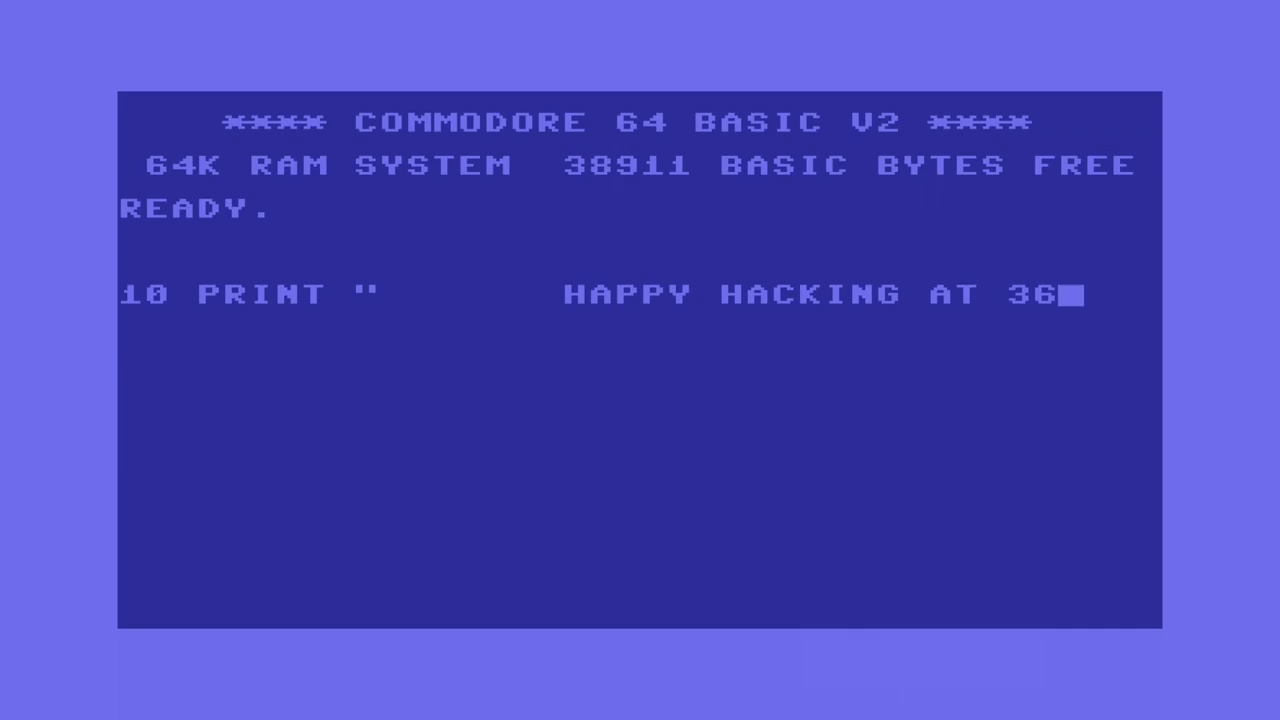 **** COMMODORE 64 BASIC V2 ****
64K RAM SYSTEM  38911 BASIC BYTES FREE
READY.
10 PRINT "       HAPPY HACKING AT 36